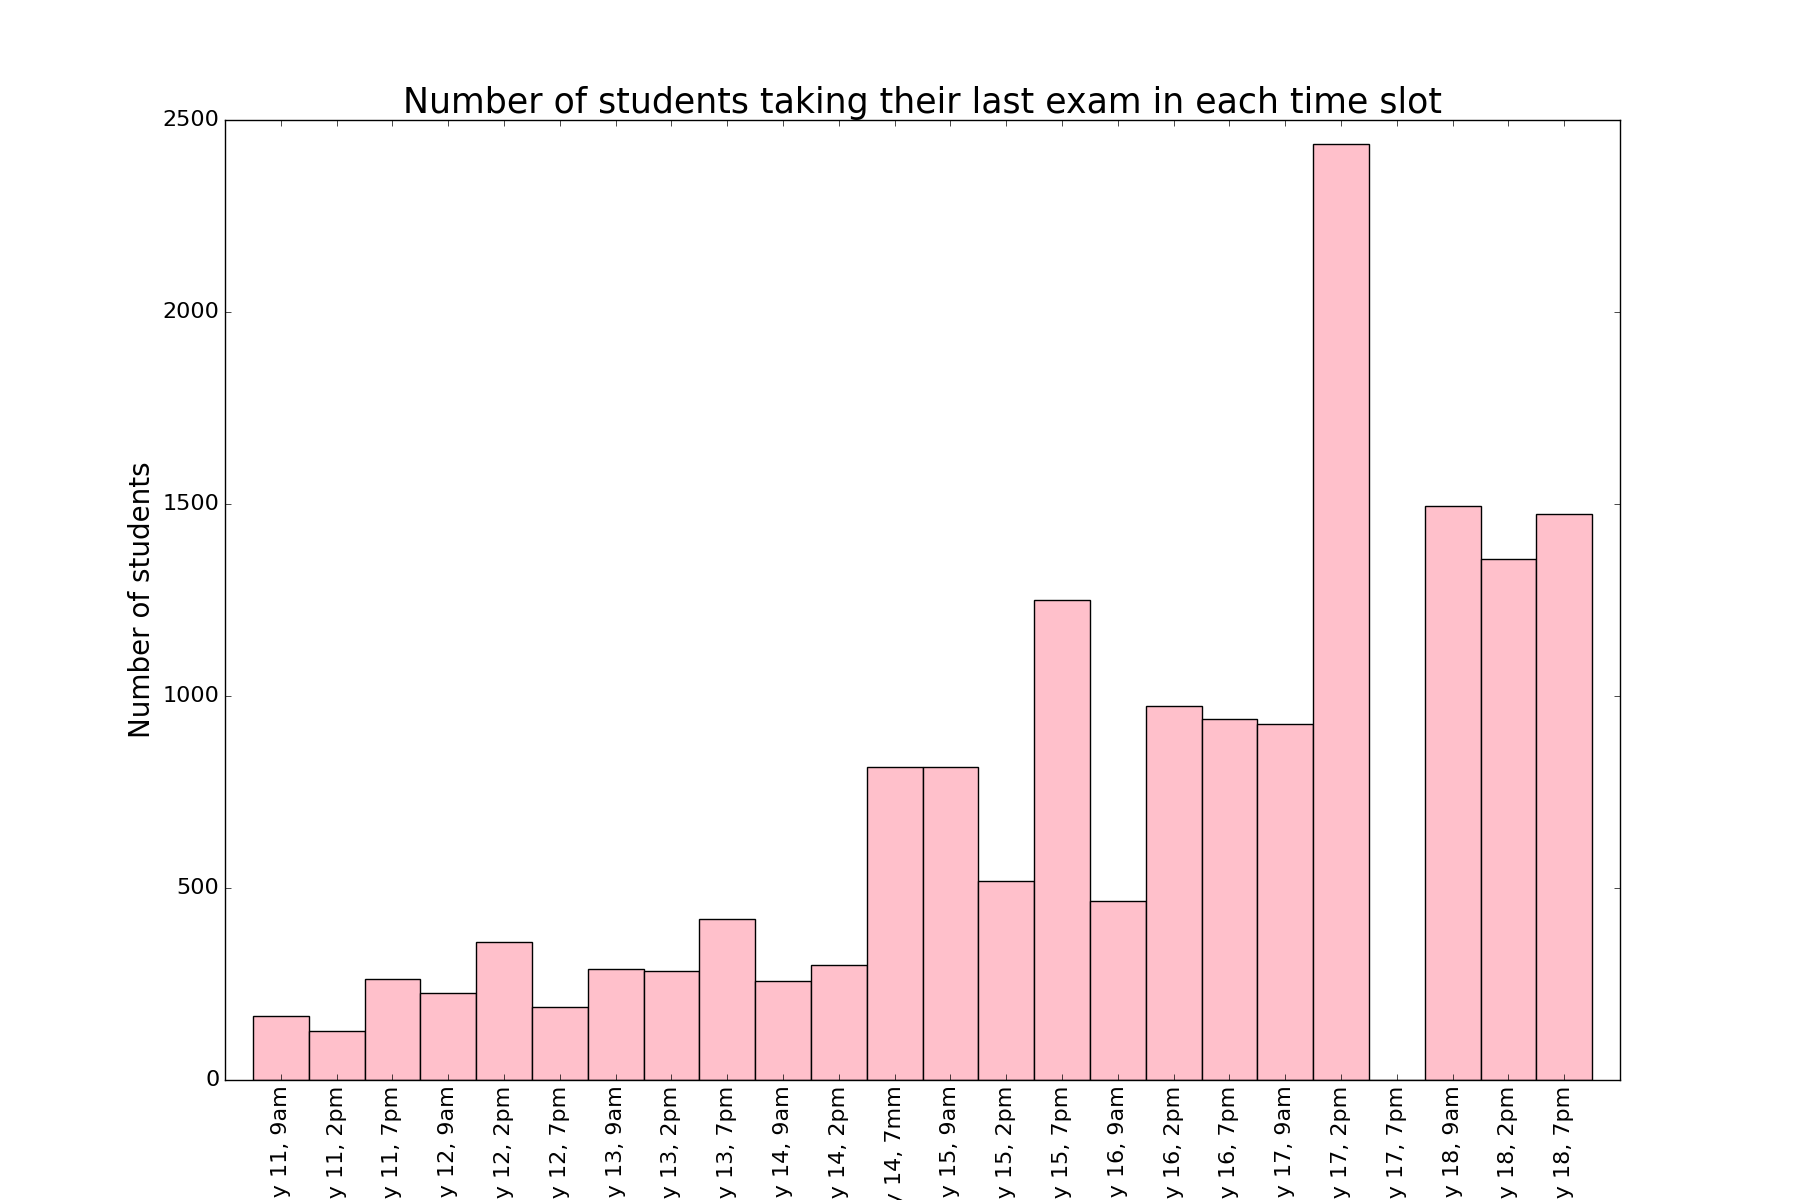 Number of students taking their last exam in each time slot
Number of students
2500
2000
1500
1000
500
0
y 11, 9am
y 11, 2pm
y 11, 7pm
y 12, 9am
y 12, 2pm
y 12, 7pm
y 13, 9am
y 13, 2pm
y 13, 7pm
y 14, 9am
y 14, 2pm
y 14, 7mm
y 15, 9am
y 15, 2pm
y 15, 7pm
y 16, 9am
y 16, 2pm
y 16, 7pm
y 17, 9am
y 17, 2pm
y 17, 7pm
y 18, 9am
y 18, 2pm
y 18, 7pm